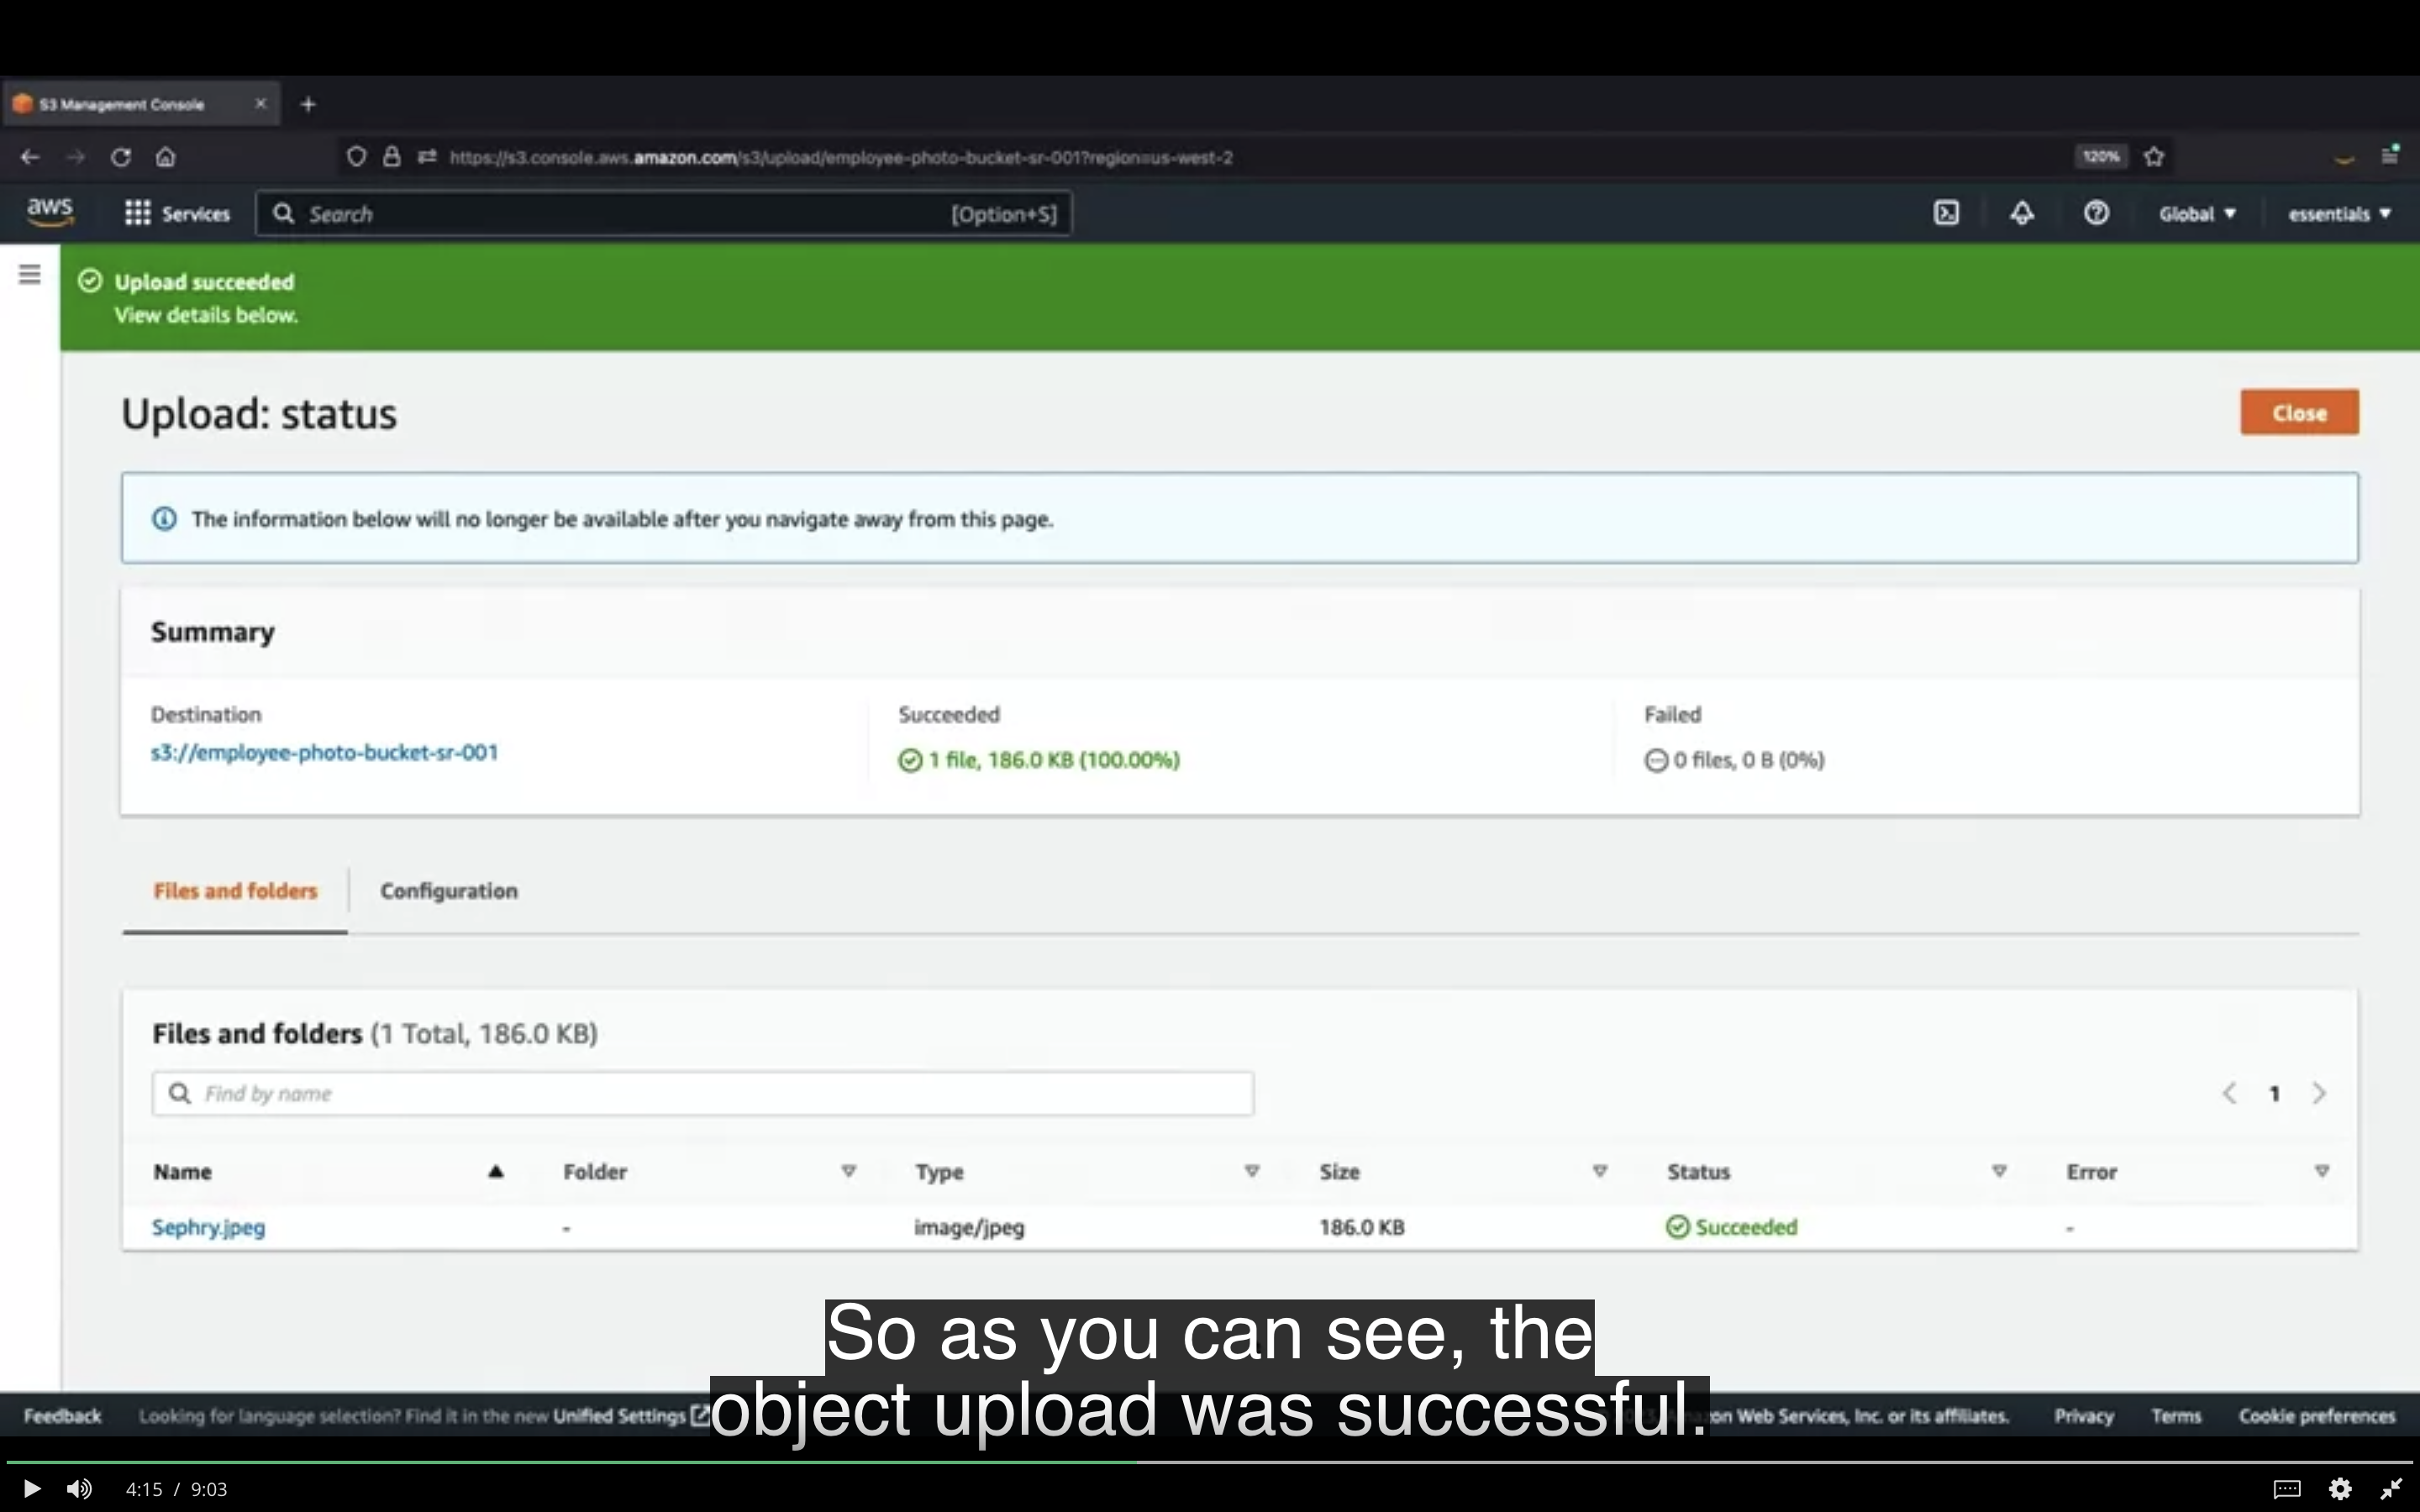 S3 Management Console
https://s3.console.aws.amazon.com/s3/upload/employee-photo-bucket-sr-001?region=us-west-2
120%
aws
Services
Search
[Option+S]
Global
essentials
Upload succeeded
View details below.
Upload: status
Close
The information below will no longer be available after you navigate away from this page.
Summary
Destination
Succeeded
Failed
s3://employee-photo-bucket-sr-001
1 file, 186.0 KB (100.00%)
0 files, 0 B (0%)
Files and folders
Configuration
Files and folders (1 Total, 186.0 KB)
Find by name
1
Name
Folder
Type
Size
Status
Error
Sephry.jpeg
-
image/jpeg
186.0 KB
Succeeded
-
So as you can see, the
object upload was successful.
Feedback
Looking for language selection? Find it in the new Unified Settings
Web Services, Inc. or its affiliates.
Privacy
Terms
Cookie preferences
4:15 / 9:03